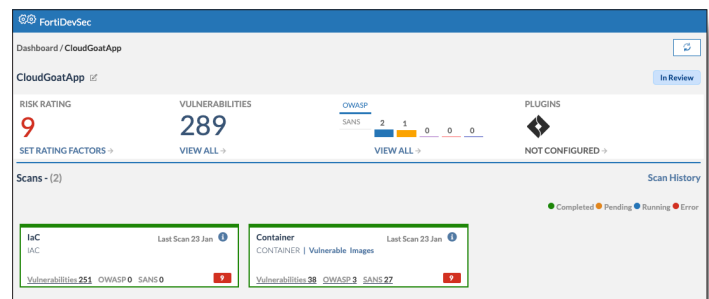 FortiDevSec
Dashboard / CloudGoatApp
CloudGoatApp
In Review
RISK RATING
9
SET RATING FACTORS →
VULNERABILITIES
289
VIEW ALL →
OWASP
SANS
2 1 0 0 0
VIEW ALL →
PLUGINS
NOT CONFIGURED →
Scans - (2)
Scan History
Completed Pending Running Error
IaC Last Scan 23 Jan i
IAC
Vulnerabilities 251 OWASP 0 SANS 0 9
Container Last Scan 23 Jan i
CONTAINER | Vulnerable Images
Vulnerabilities 38 OWASP 3 SANS 27 9